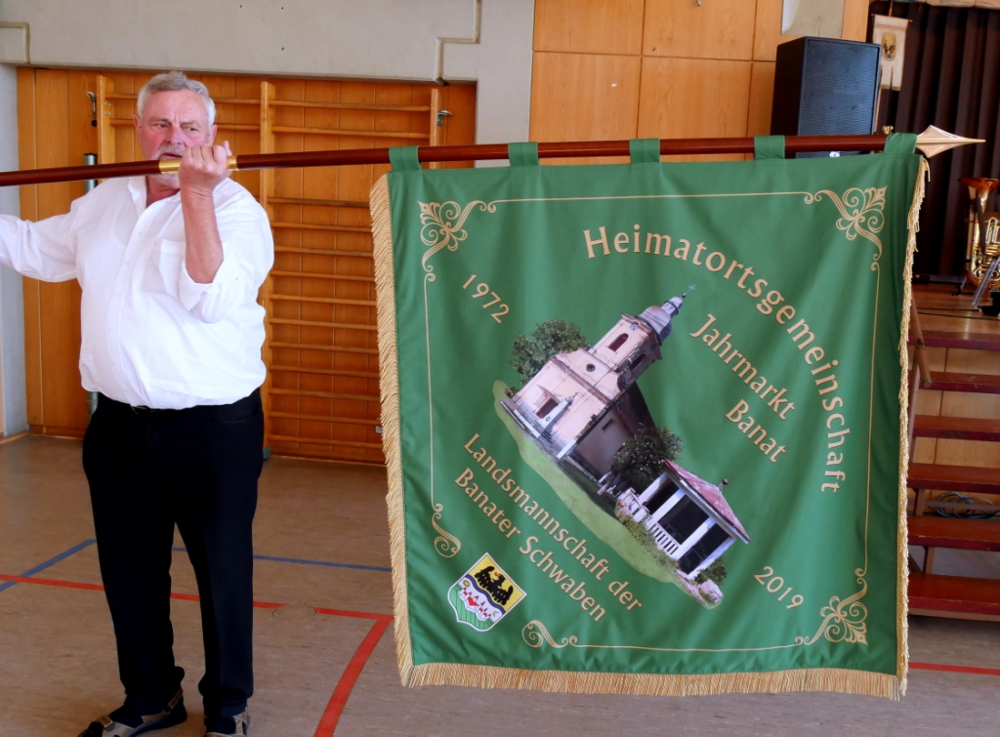 Heimatortsgemeinschaft
Jahrmarkt
Banat
1972
2019
Landsmannschaft der
Banater Schwaben